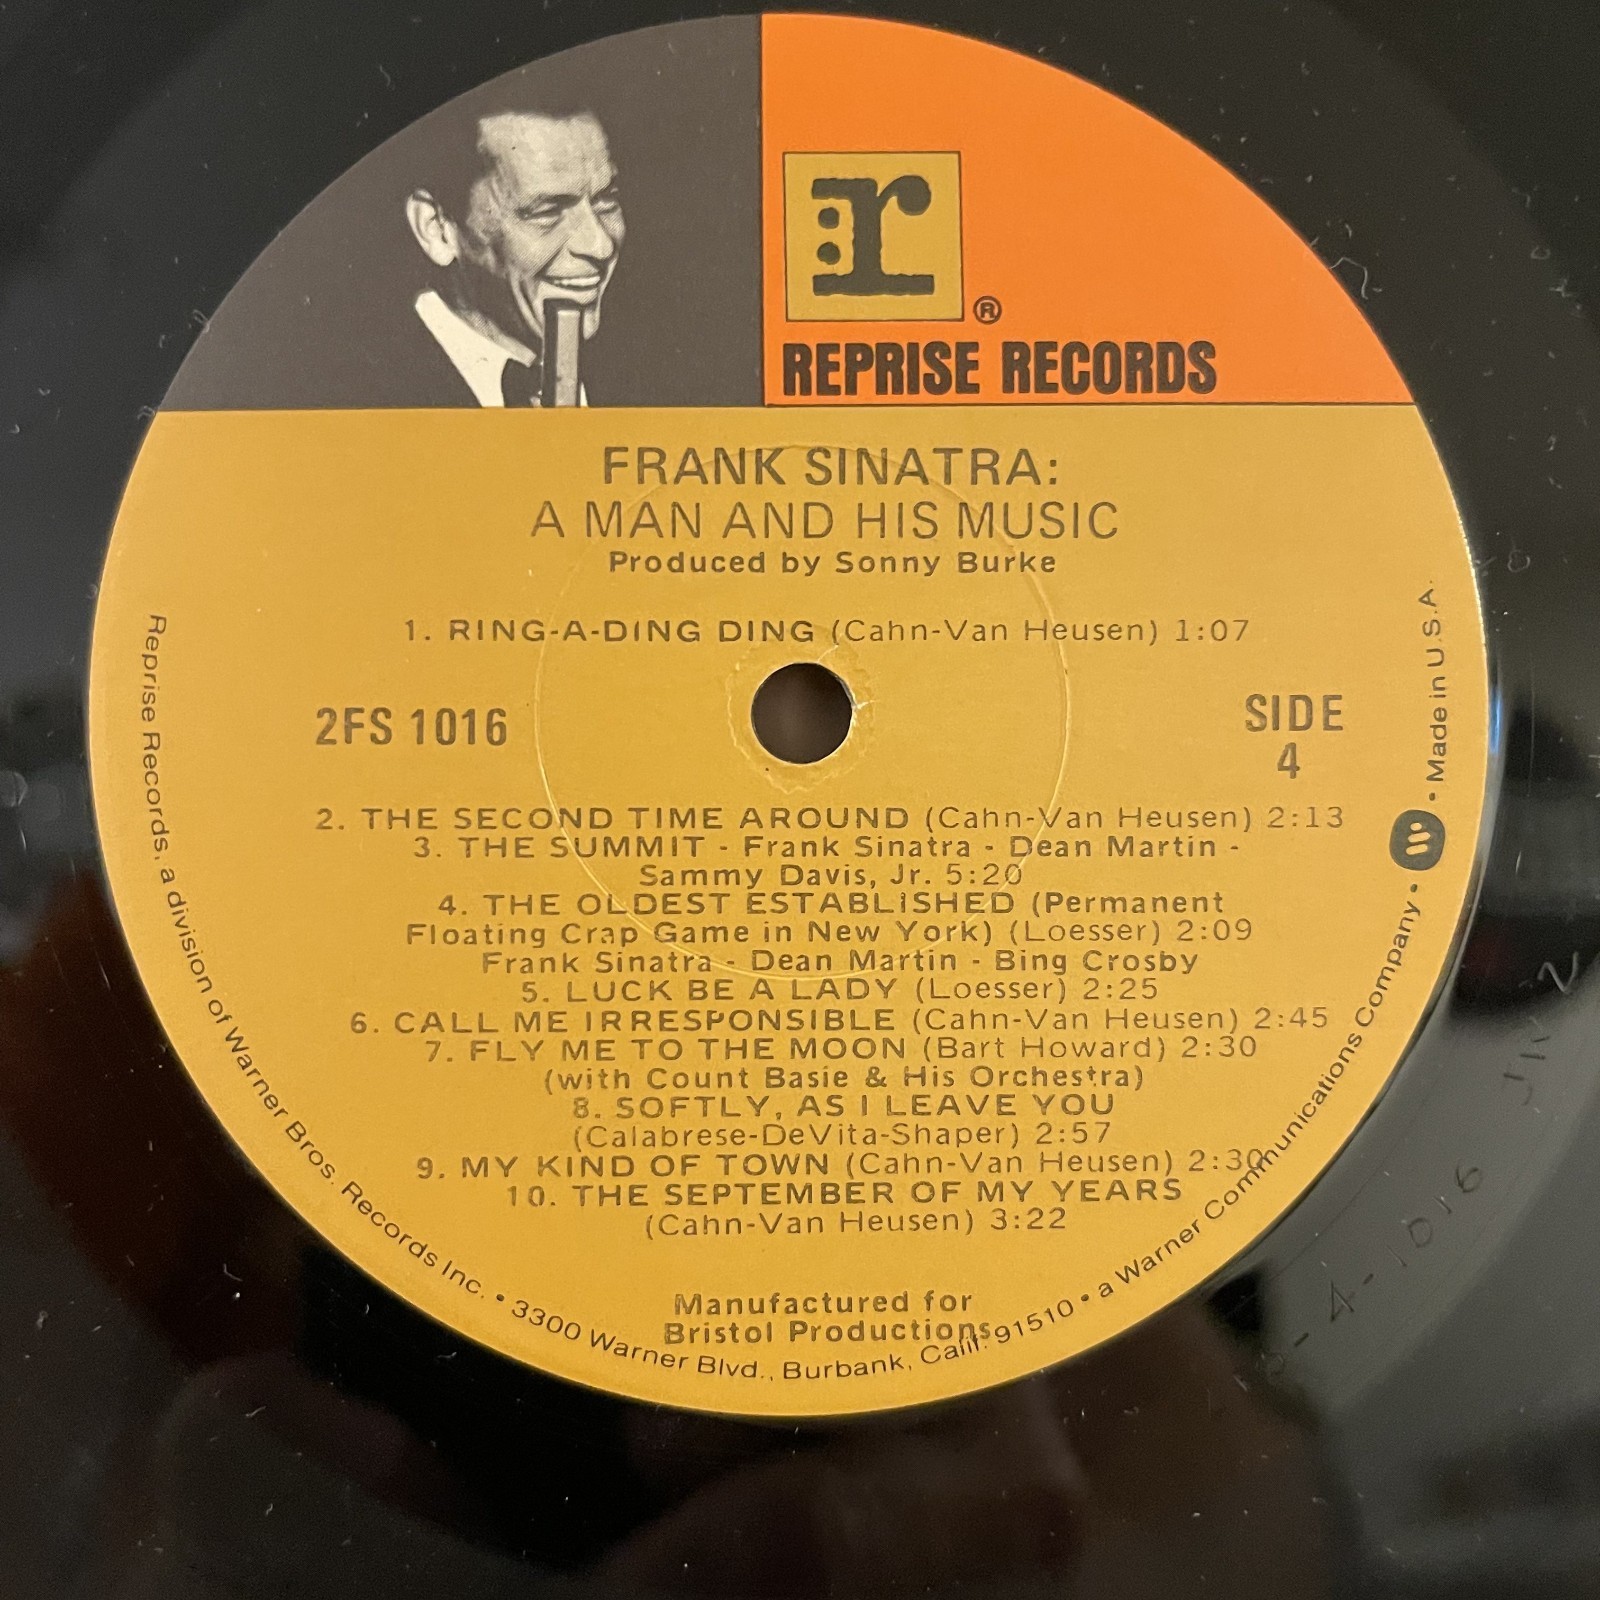 r
®
REPRISE RECORDS
FRANK SINATRA:
A MAN AND HIS MUSIC
Produced by Sonny Burke
1. RING-A-DING DING (Cahn-Van Heusen) 1:07
2FS 1016
SIDE
4
2. THE SECOND TIME AROUND (Cahn-Van Heusen) 2:13
3. THE SUMMIT - Frank Sinatra - Dean Martin -
Sammy Davis, Jr. 5:20
4. THE OLDEST ESTABLISHED (Permanent
Floating Crap Game in New York) (Loesser) 2:09
Frank Sinatra - Dean Martin - Bing Crosby
5. LUCK BE A LADY (Loesser) 2:25
6. CALL ME IRRESPONSIBLE (Cahn-Van Heusen) 2:45
7. FLY ME TO THE MOON (Bart Howard) 2:30
(with Count Basie & His Orchestra)
8. SOFTLY, AS I LEAVE YOU
(Calabrese-DeVita-Shaper) 2:57
9. MY KIND OF TOWN (Cahn-Van Heusen) 2:30
10. THE SEPTEMBER OF MY YEARS
(Cahn-Van Heusen) 3:22
Manufactured for
Bristol Productions
Reprise Records, a division of Warner Bros. Records Inc. • 3300 Warner Blvd., Burbank, Calif. 91510 • a Warner Communications Company • W • Made in U.S.A.
4-1016